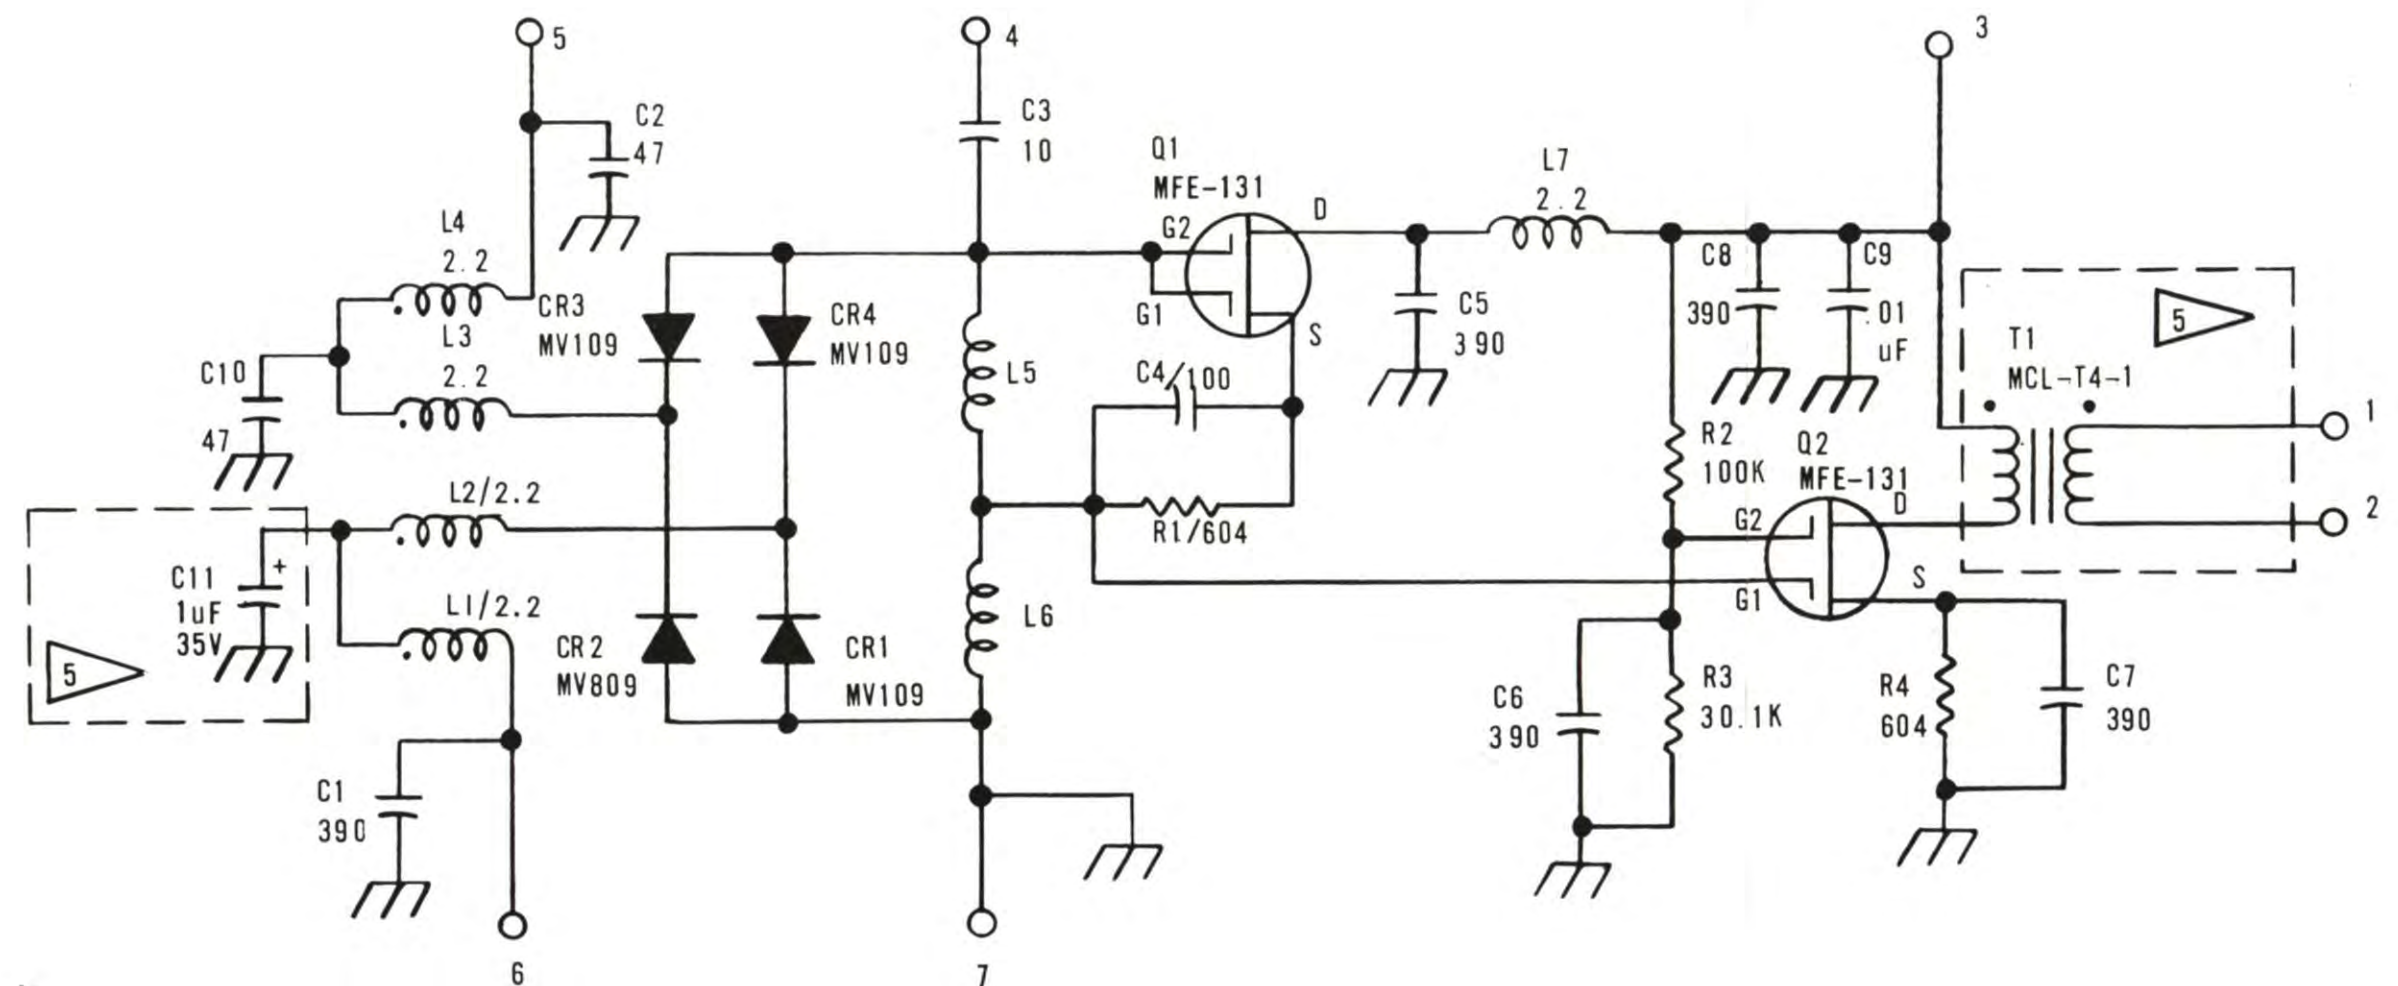 5
4
3
C2
47
C3
10
Q1
MFE-131
L7
2.2
D
G2
L4
2.2
C8
390
C9
.01
uF
CR3
MV109
CR4
MV109
G1
S
C5
390
5
T1
MCL-T4-1
L3
2.2
C10
47
L5
C4/100
1
R2
100K
Q2
MFE-131
D
L2/2.2
R1/604
G2
2
C11
1uF
35V
+
5
L1/2.2
L6
G1
S
CR2
MV809
CR1
MV109
C6
390
R3
30.1K
R4
604
C7
390
C1
390
6
7